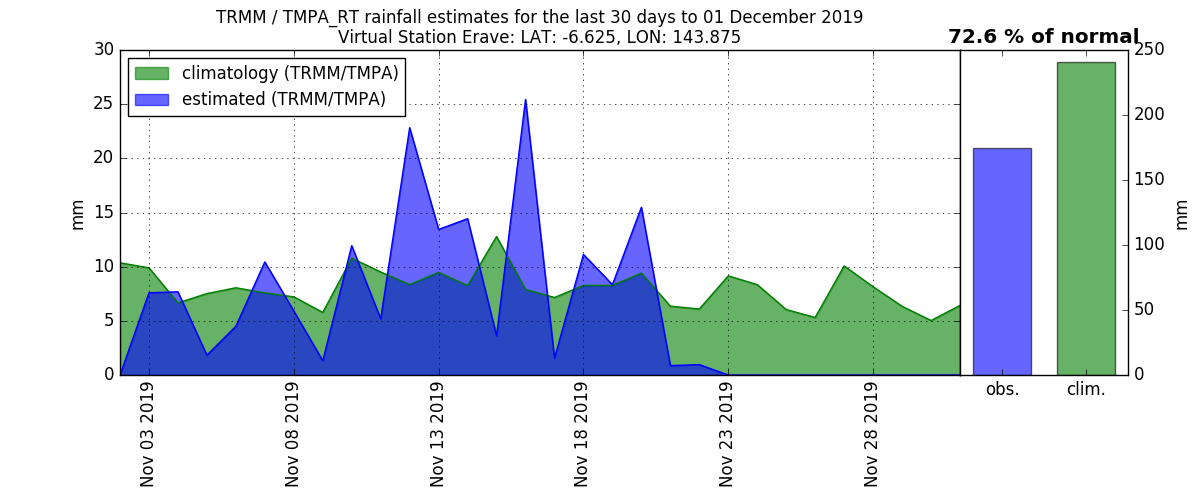 TRMM / TMPA_RT rainfall estimates for the last 30 days to 01 December 2019
Virtual Station Erave: LAT: -6.625, LON: 143.875
72.6 % of normal
climatology (TRMM/TMPA)
estimated (TRMM/TMPA)
30
25
20
15
10
5
0
mm
Nov 03 2019
Nov 08 2019
Nov 13 2019
Nov 18 2019
Nov 23 2019
Nov 28 2019
250
200
150
100
50
0
mm
obs.
clim.